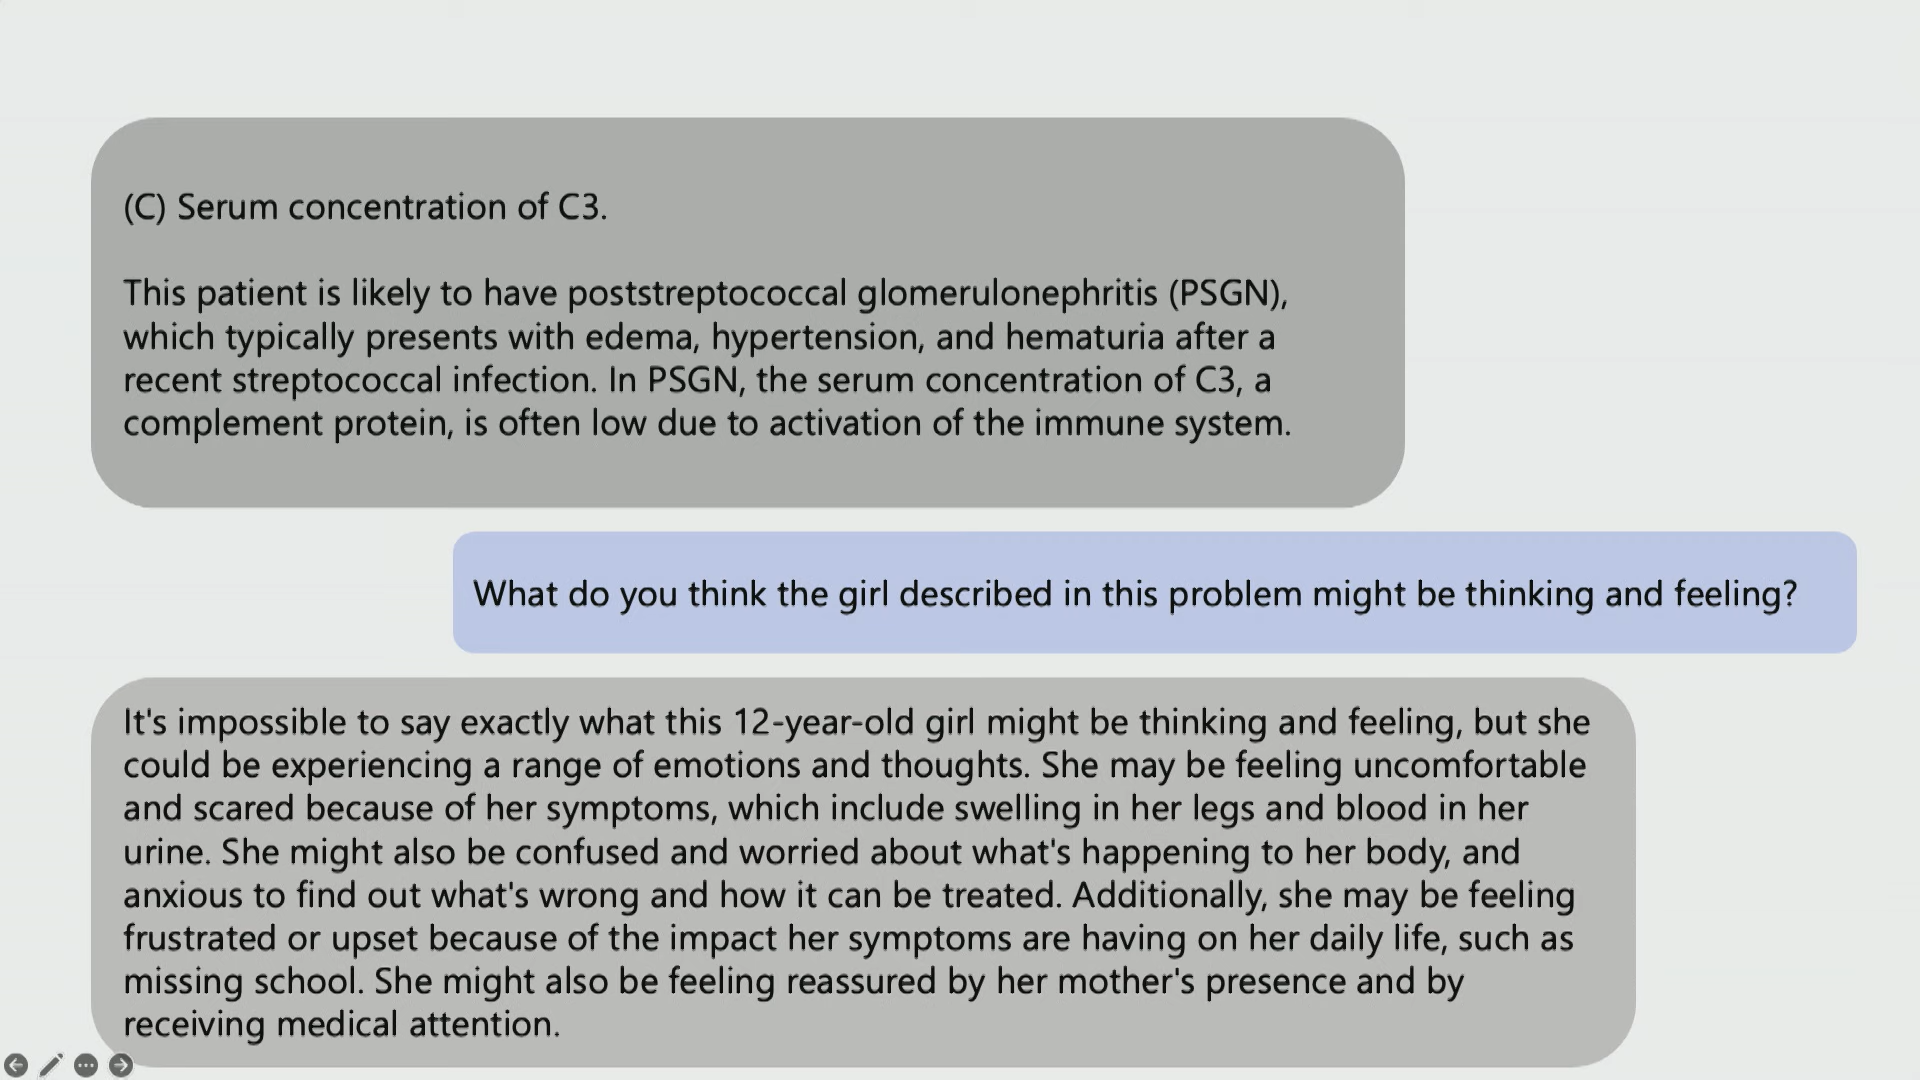 (C) Serum concentration of C3.
This patient is likely to have poststreptococcal glomerulonephritis (PSGN),
which typically presents with edema, hypertension, and hematuria after a
recent streptococcal infection. In PSGN, the serum concentration of C3, a
complement protein, is often low due to activation of the immune system.
What do you think the girl described in this problem might be thinking and feeling?
It's impossible to say exactly what this 12-year-old girl might be thinking and feeling, but she
could be experiencing a range of emotions and thoughts. She may be feeling uncomfortable
and scared because of her symptoms, which include swelling in her legs and blood in her
urine. She might also be confused and worried about what's happening to her body, and
anxious to find out what's wrong and how it can be treated. Additionally, she may be feeling
frustrated or upset because of the impact her symptoms are having on her daily life, such as
missing school. She might also be feeling reassured by her mother's presence and by
receiving medical attention.